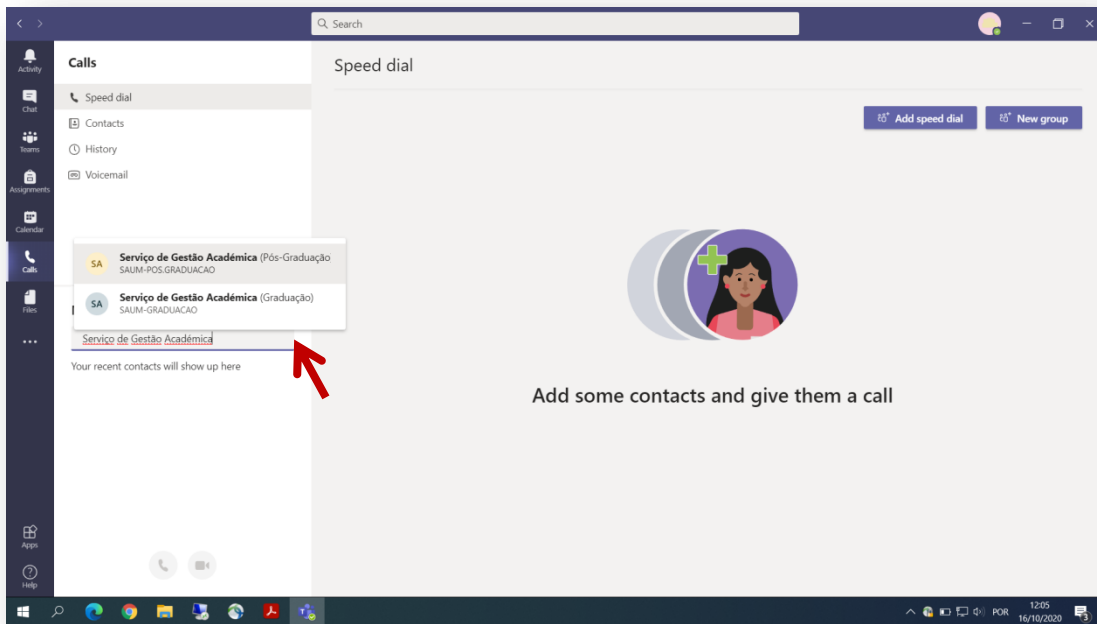 Search
Activity
Chat
Teams
Assignments
Calendar
Calls
Files
Apps
Help
Calls
Speed dial
Contacts
History
Voicemail
SA
Serviço de Gestão Académica (Pós-Graduação
SAUM-POS.GRADUACAO
SA
Serviço de Gestão Académica (Graduação)
SAUM-GRADUACAO
Serviço de Gestão Académica
Your recent contacts will show up here
Speed dial
Add speed dial
New group
Add some contacts and give them a call
POR
12:05
16/10/2020
3